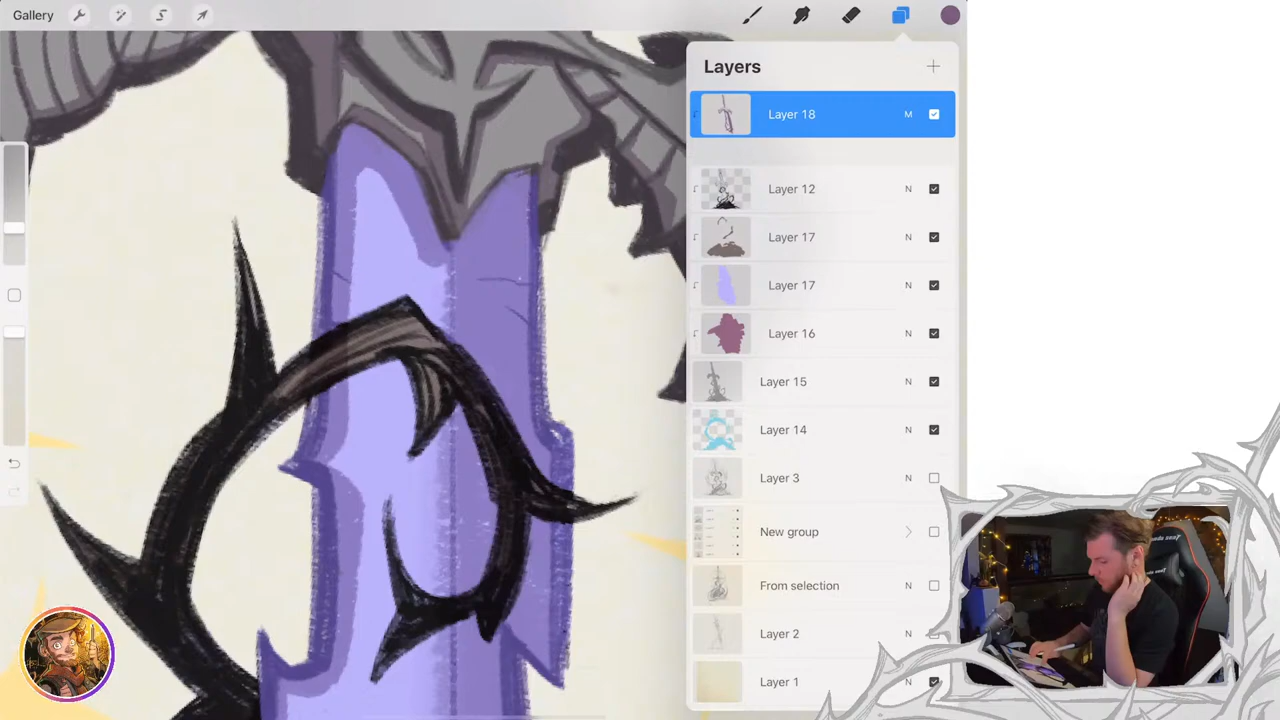 Gallery
Layers
Layer 18 M
Layer 12 N
Layer 17 N
Layer 17 N
Layer 16 N
Layer 15 N
Layer 14 N
Layer 3 N
New group
From selection N
Layer 2 N
Layer 1 N